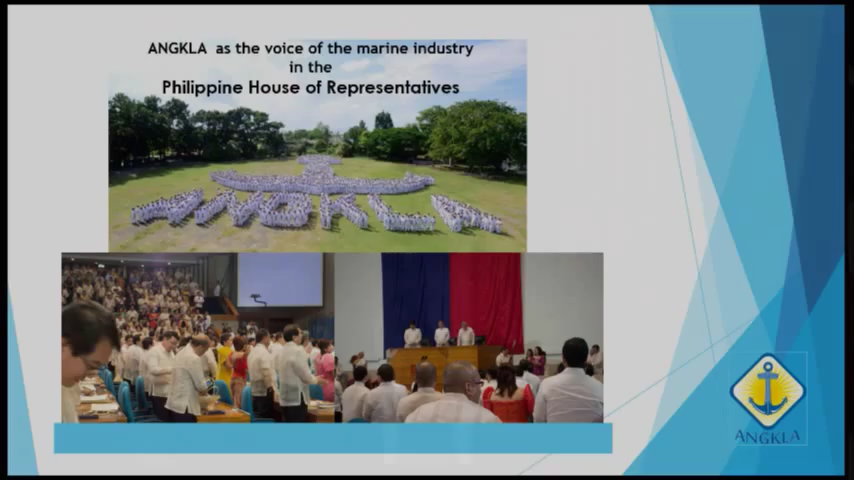 ANGKLA as the voice of the marine industry
in the
Philippine House of Representatives
ANGKLA
ANGKLA